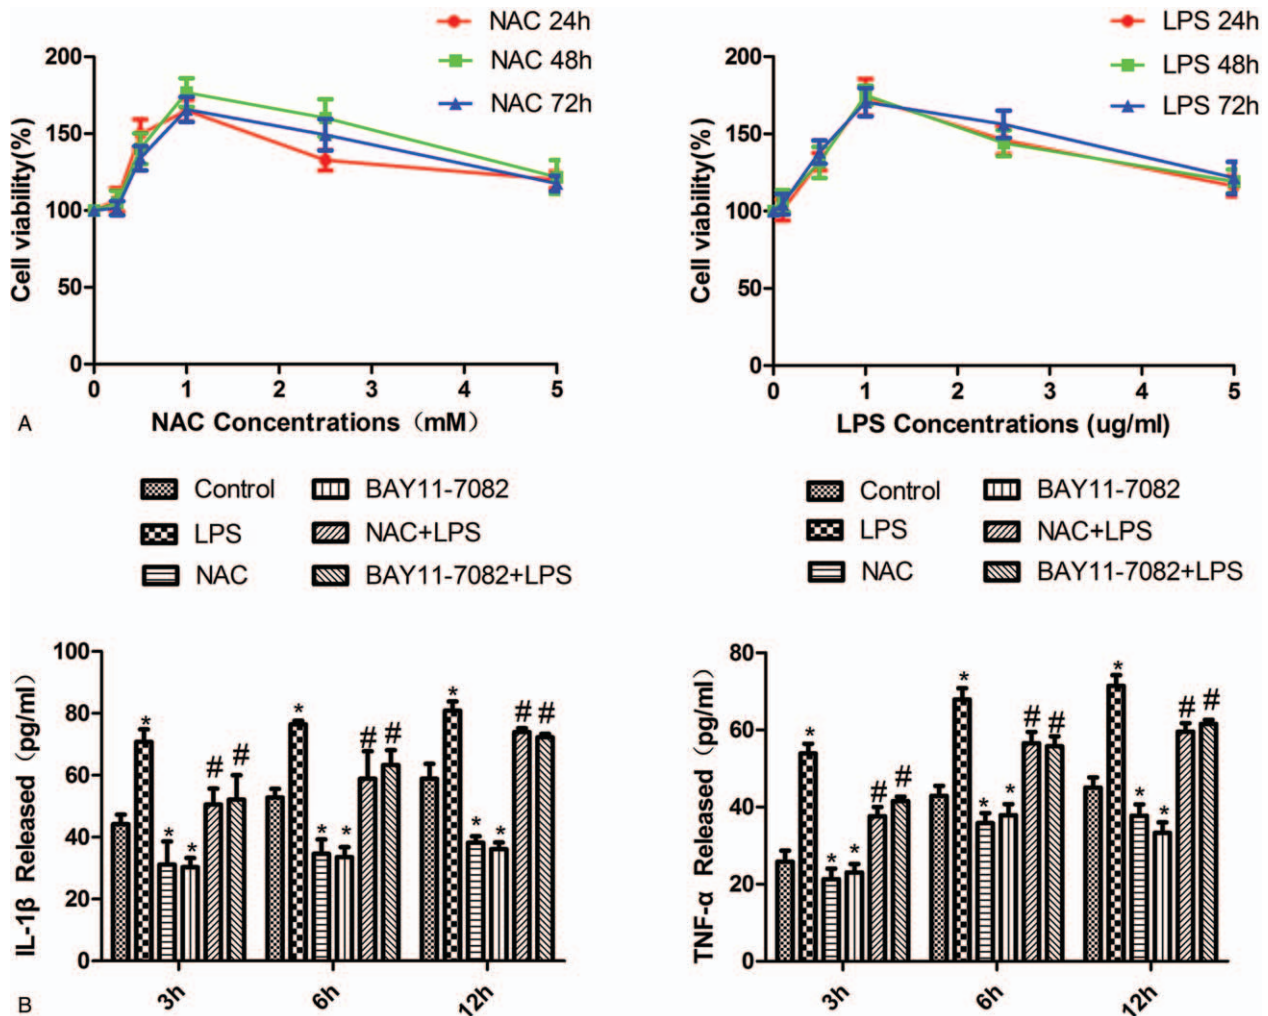 NAC 24h
NAC 48h
NAC 72h
200
150
100
50
0
Cell viability(%)
0 1 2 3 4 5
NAC Concentrations (mM)
A
LPS 24h
LPS 48h
LPS 72h
200
150
100
50
0
Cell viability(%)
0 1 2 3 4 5
LPS Concentrations (ug/ml)
Control BAY11-7082
LPS NAC+LPS
NAC BAY11-7082+LPS
100
80
60
40
20
0
IL-1β Released (pg/ml)
* * * # #
* * * # #
* * * # #
3h 6h 12h
B
Control BAY11-7082
LPS NAC+LPS
NAC BAY11-7082+LPS
80
60
40
20
0
TNF-α Released (pg/ml)
* * * # #
* * * # #
* * * # #
3h 6h 12h